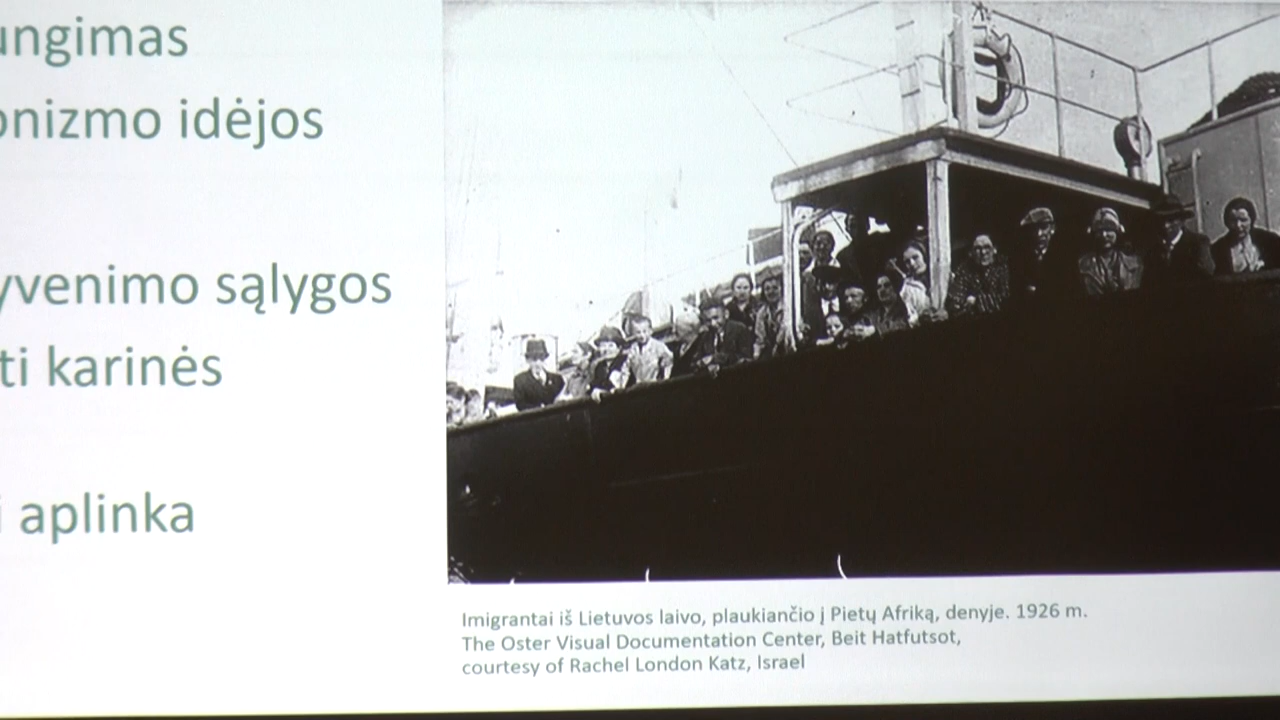 ungimas
onizmo idėjos
yvenimo sąlygos
ti karinės
i aplinka
Imigrantai iš Lietuvos laivo, plaukiančio į Pietų Afriką, denyje. 1926 m.
The Oster Visual Documentation Center, Beit Hatfutsot,
courtesy of Rachel London Katz, Israel